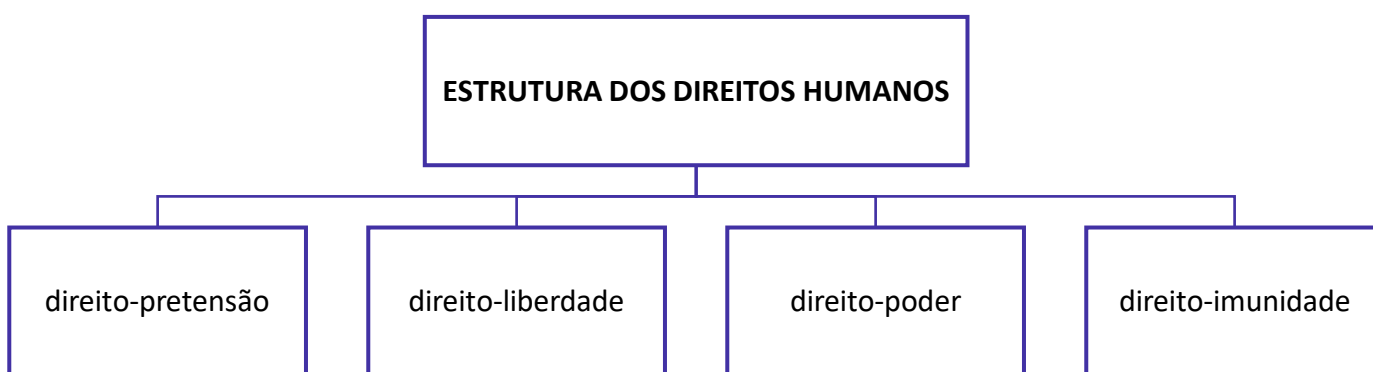 ESTRUTURA DOS DIREITOS HUMANOS
direito-pretensão
direito-liberdade
direito-poder
direito-imunidade